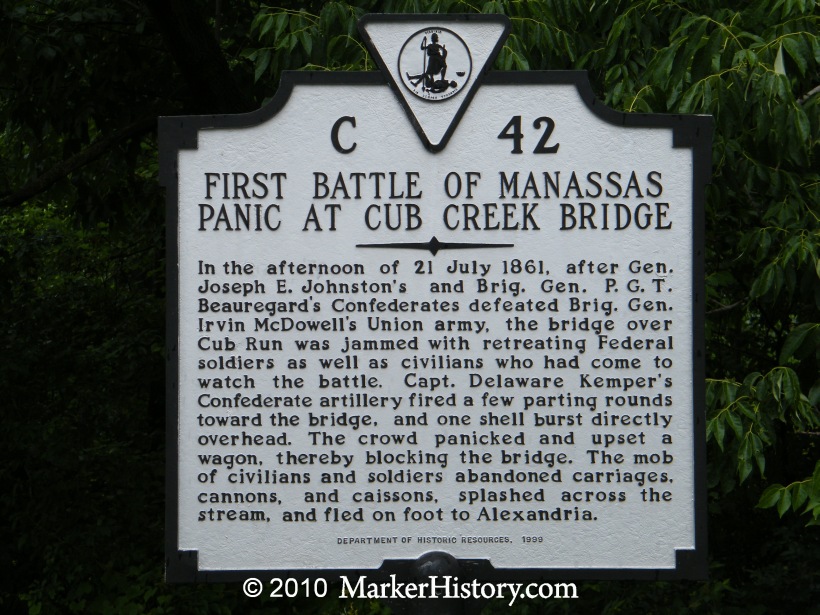 C 42
FIRST BATTLE OF MANASSAS
PANIC AT CUB CREEK BRIDGE
In the afternoon of 21 July 1861, after Gen.
Joseph E. Johnston's and Brig. Gen. P. G. T.
Beauregard's Confederates defeated Brig. Gen.
Irvin McDowell's Union army, the bridge over
Cub Run was jammed with retreating Federal
soldiers as well as civilians who had come to
watch the battle. Capt. Delaware Kemper's
Confederate artillery fired a few parting rounds
toward the bridge, and one shell burst directly
overhead. The crowd panicked and upset a
wagon, thereby blocking the bridge. The mob
of civilians and soldiers abandoned carriages,
cannons, and caissons, splashed across the
stream, and fled on foot to Alexandria.
DEPARTMENT OF HISTORIC RESOURCES, 1999
© 2010 MarkerHistory.com